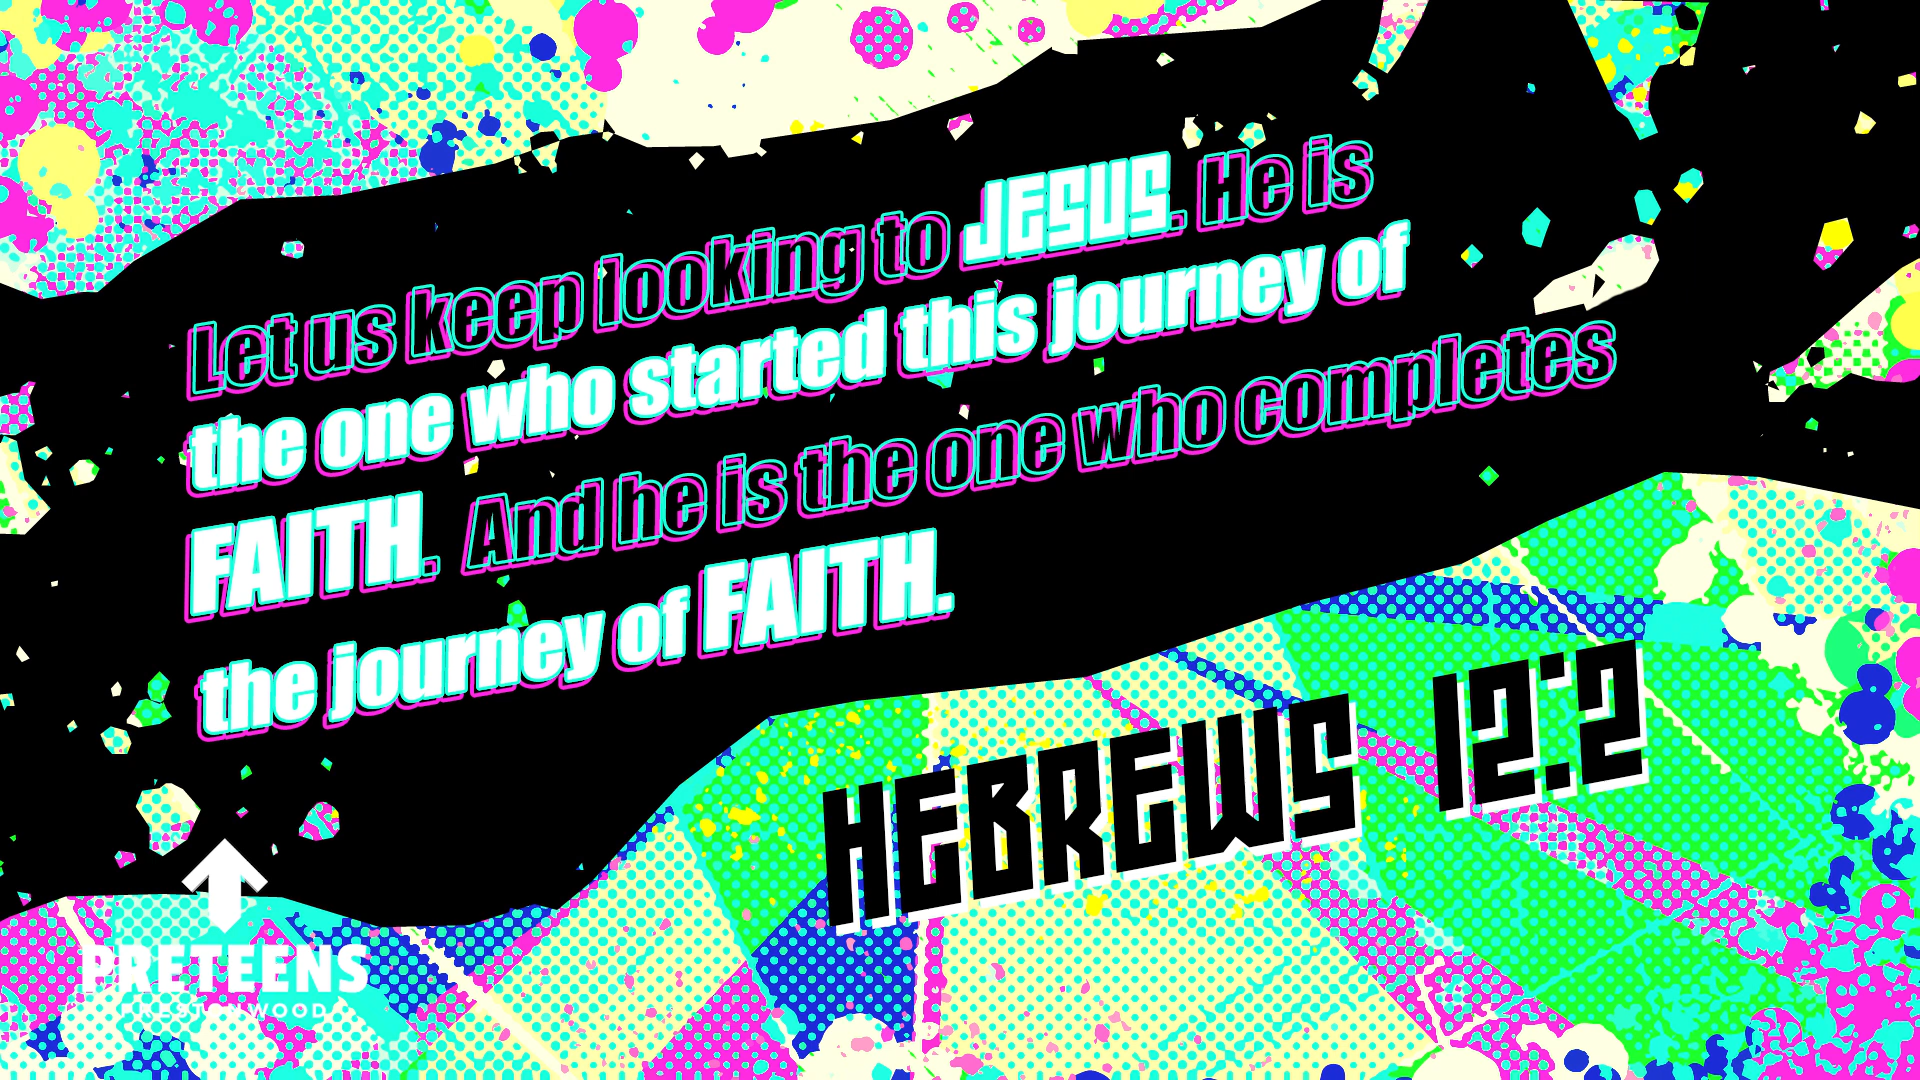 Let us keep looking to JESUS. He is
the one who started this journey of
FAITH. And he is the one who completes
the journey of FAITH.
HEBREWS 12:2
PRETEENS
PRESTONWOOD